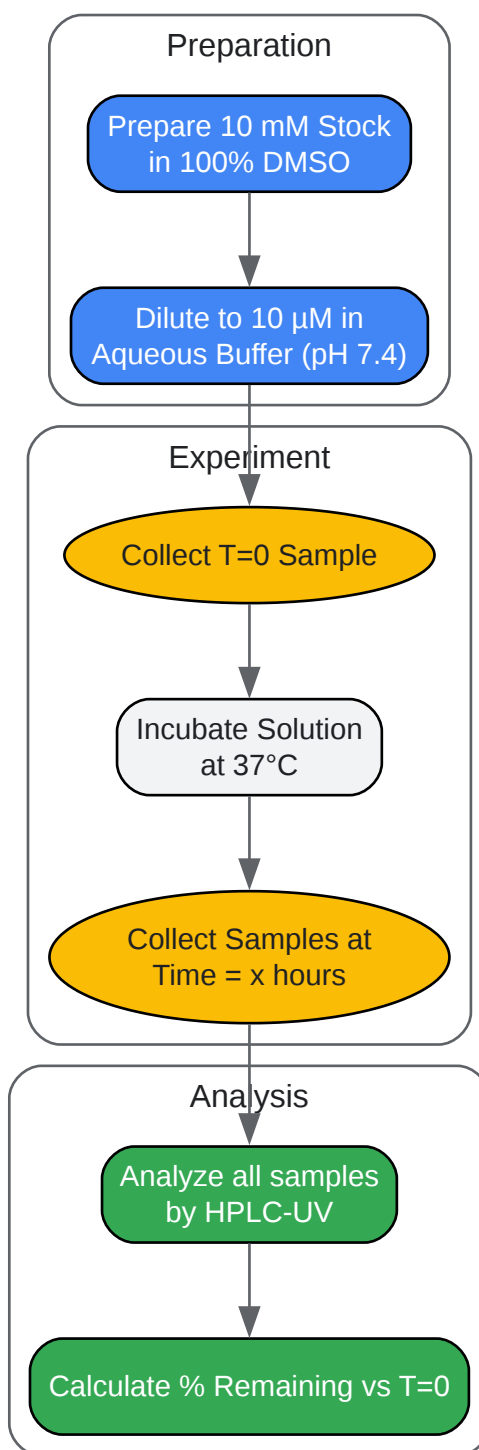 Preparation
Prepare 10 mM Stock
in 100% DMSO
Dilute to 10 µM in
Aqueous Buffer (pH 7.4)
Experiment
Collect T=0 Sample
Incubate Solution
at 37°C
Collect Samples at
Time = x hours
Analysis
Analyze all samples
by HPLC-UV
Calculate % Remaining vs T=0